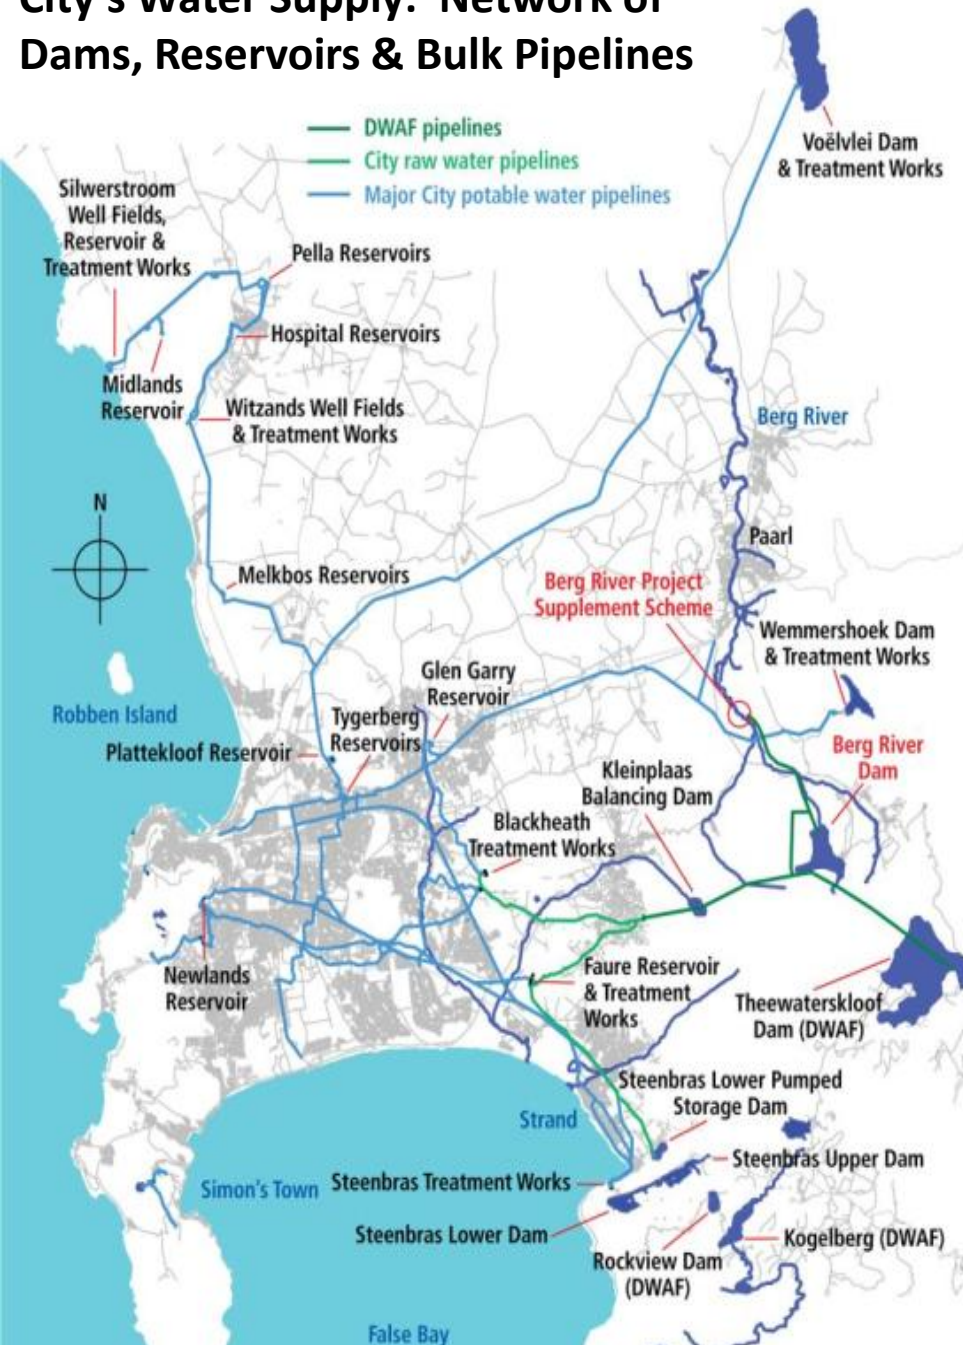 City's Water Supply: Network of
Dams, Reservoirs & Bulk Pipelines
DWAF pipelines
City raw water pipelines
Major City potable water pipelines
Voëlvlei Dam
& Treatment Works
Silwerstroom
Well Fields,
Reservoir &
Treatment Works
Pella Reservoirs
Hospital Reservoirs
Midlands
Reservoir
Witzands Well Fields
& Treatment Works
Berg River
N
Paarl
Melkbos Reservoirs
Berg River Project
Supplement Scheme
Wemmershoek Dam
& Treatment Works
Glen Garry
Reservoir
Robben Island
Tygerberg
Reservoirs
Plattekloof Reservoir
Berg River
Dam
Kleinplaas
Balancing Dam
Blackheath
Treatment Works
Newlands
Reservoir
Faure Reservoir
& Treatment
Works
Theewaterskloof
Dam (DWAF)
Steenbras Lower Pumped
Storage Dam
Strand
Steenbras Upper Dam
Simon's Town
Steenbras Treatment Works
Steenbras Lower Dam
Kogelberg (DWAF)
Rockview Dam
(DWAF)
False Bay